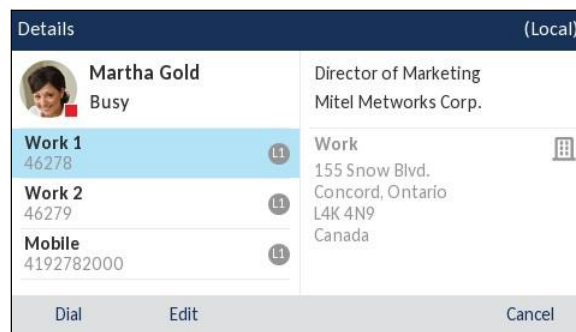 Details
(Local)
Martha Gold
Busy
Work 1
46278
L1
Work 2
46279
L1
Mobile
4192782000
L1
Director of Marketing
Mitel Metworks Corp.
Work
155 Snow Blvd.
Concord, Ontario
L4K 4N9
Canada
Dial
Edit
Cancel